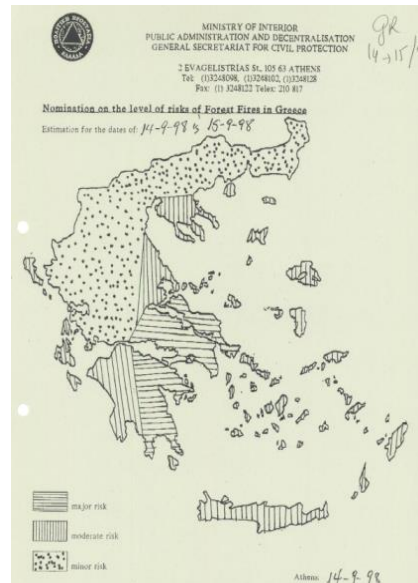 MINISTRY OF INTERIOR
PUBLIC ADMINISTRATION AND DECENTRALISATION
GENERAL SECRETARIAT FOR CIVIL PROTECTION
2 EVAGELISTRIAS St., 105 63 ATHENS
Tel: (1)3248098, (1)3248102, (1)3248128
Fax: (1) 3248122 Telex: 210 817
GR
14→15/
Nomination on the level of risks of Forest Fires in Greece
Estimation for the dates of: 14-9-98 15-9-98
major risk
moderate risk
minor risk
Athens 14-9-98